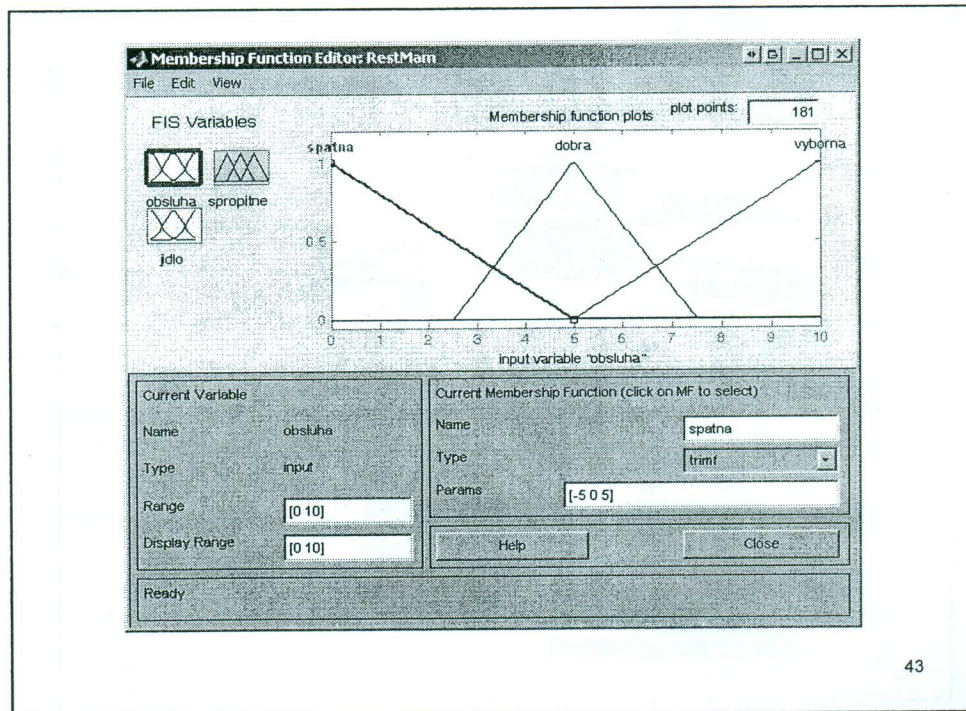 Membership Function Editor: RestMam
File Edit View
FIS Variables
obsluha spropitne
jidlo
Membership function plots plot points: 181
spatna dobra vyborna
1
0.5
0
0 1 2 3 4 5 6 7 8 9 10
input variable "obsluha"
Current Variable
Name obsluha
Type input
Range [0 10]
Display Range [0 10]
Current Membership Function (click on MF to select)
Name spatna
Type trimf
Params [-5 0 5]
Help Close
Ready
43